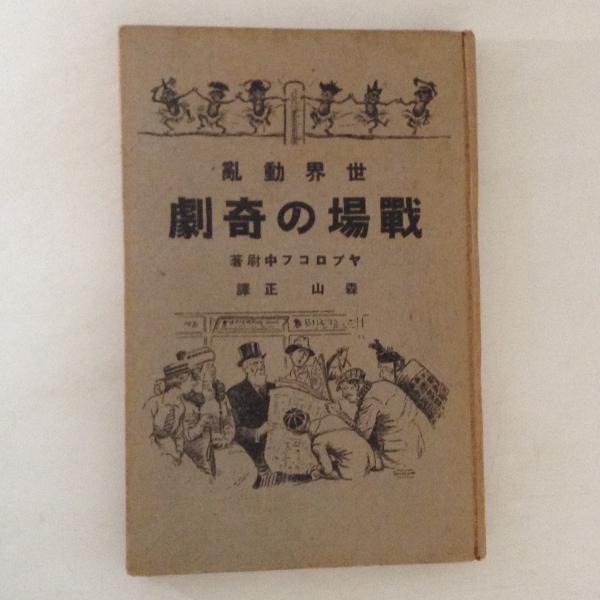 世界動亂
戰場の奇劇
ヤプロコフ中尉著
森山正譯